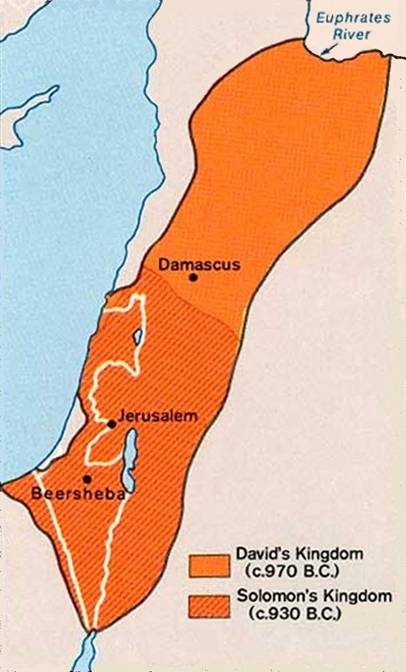 Euphrates
River
Damascus
Jerusalem
Beersheba
David's Kingdom
(c.970 B.C.)
Solomon's Kingdom
(c.930 B.C.)